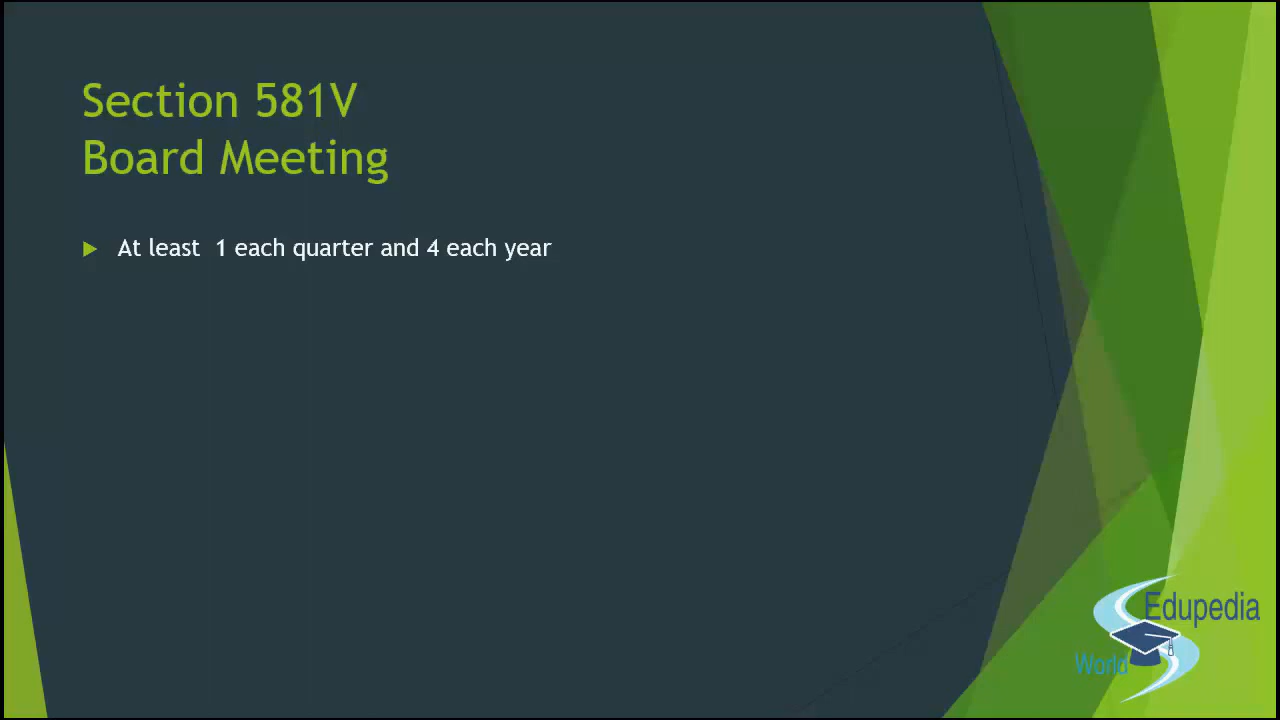 Section 581V
Board Meeting
At least  1 each quarter and 4 each year
Edupedia
World